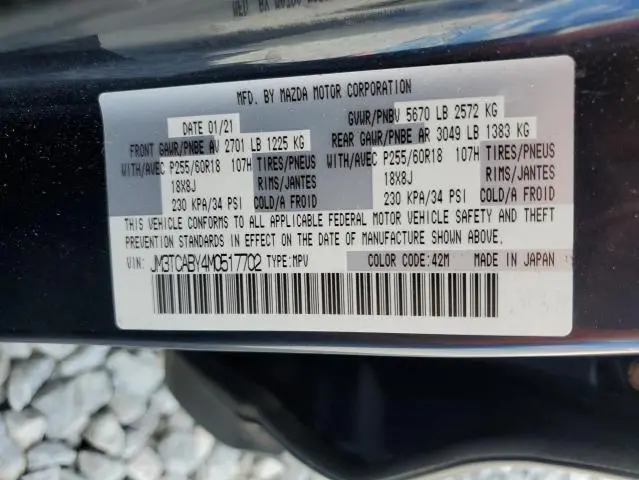 MFD. BY MAZDA MOTOR CORPORATION
DATE 01/21 GVWR/PNBV 5670 LB 2572 KG
FRONT GAWR/PNBE AV 2701 LB 1225 KG REAR GAWR/PNBE AR 3049 LB 1383 KG
WITH/AVEC P255/60R18 107H TIRES/PNEUS WITH/AVEC P255/60R18 107H TIRES/PNEUS
18X8J RIMS/JANTES 18X8J RIMS/JANTES
230 KPA/34 PSI COLD/A FROID 230 KPA/34 PSI COLD/A FROID
THIS VEHICLE CONFORMS TO ALL APPLICABLE FEDERAL MOTOR VEHICLE SAFETY AND THEFT
PREVENTION STANDARDS IN EFFECT ON THE DATE OF MANUFACTURE SHOWN ABOVE.
VIN: JM3TCABY4M0517702 TYPE:MPV COLOR CODE:42M MADE IN JAPAN